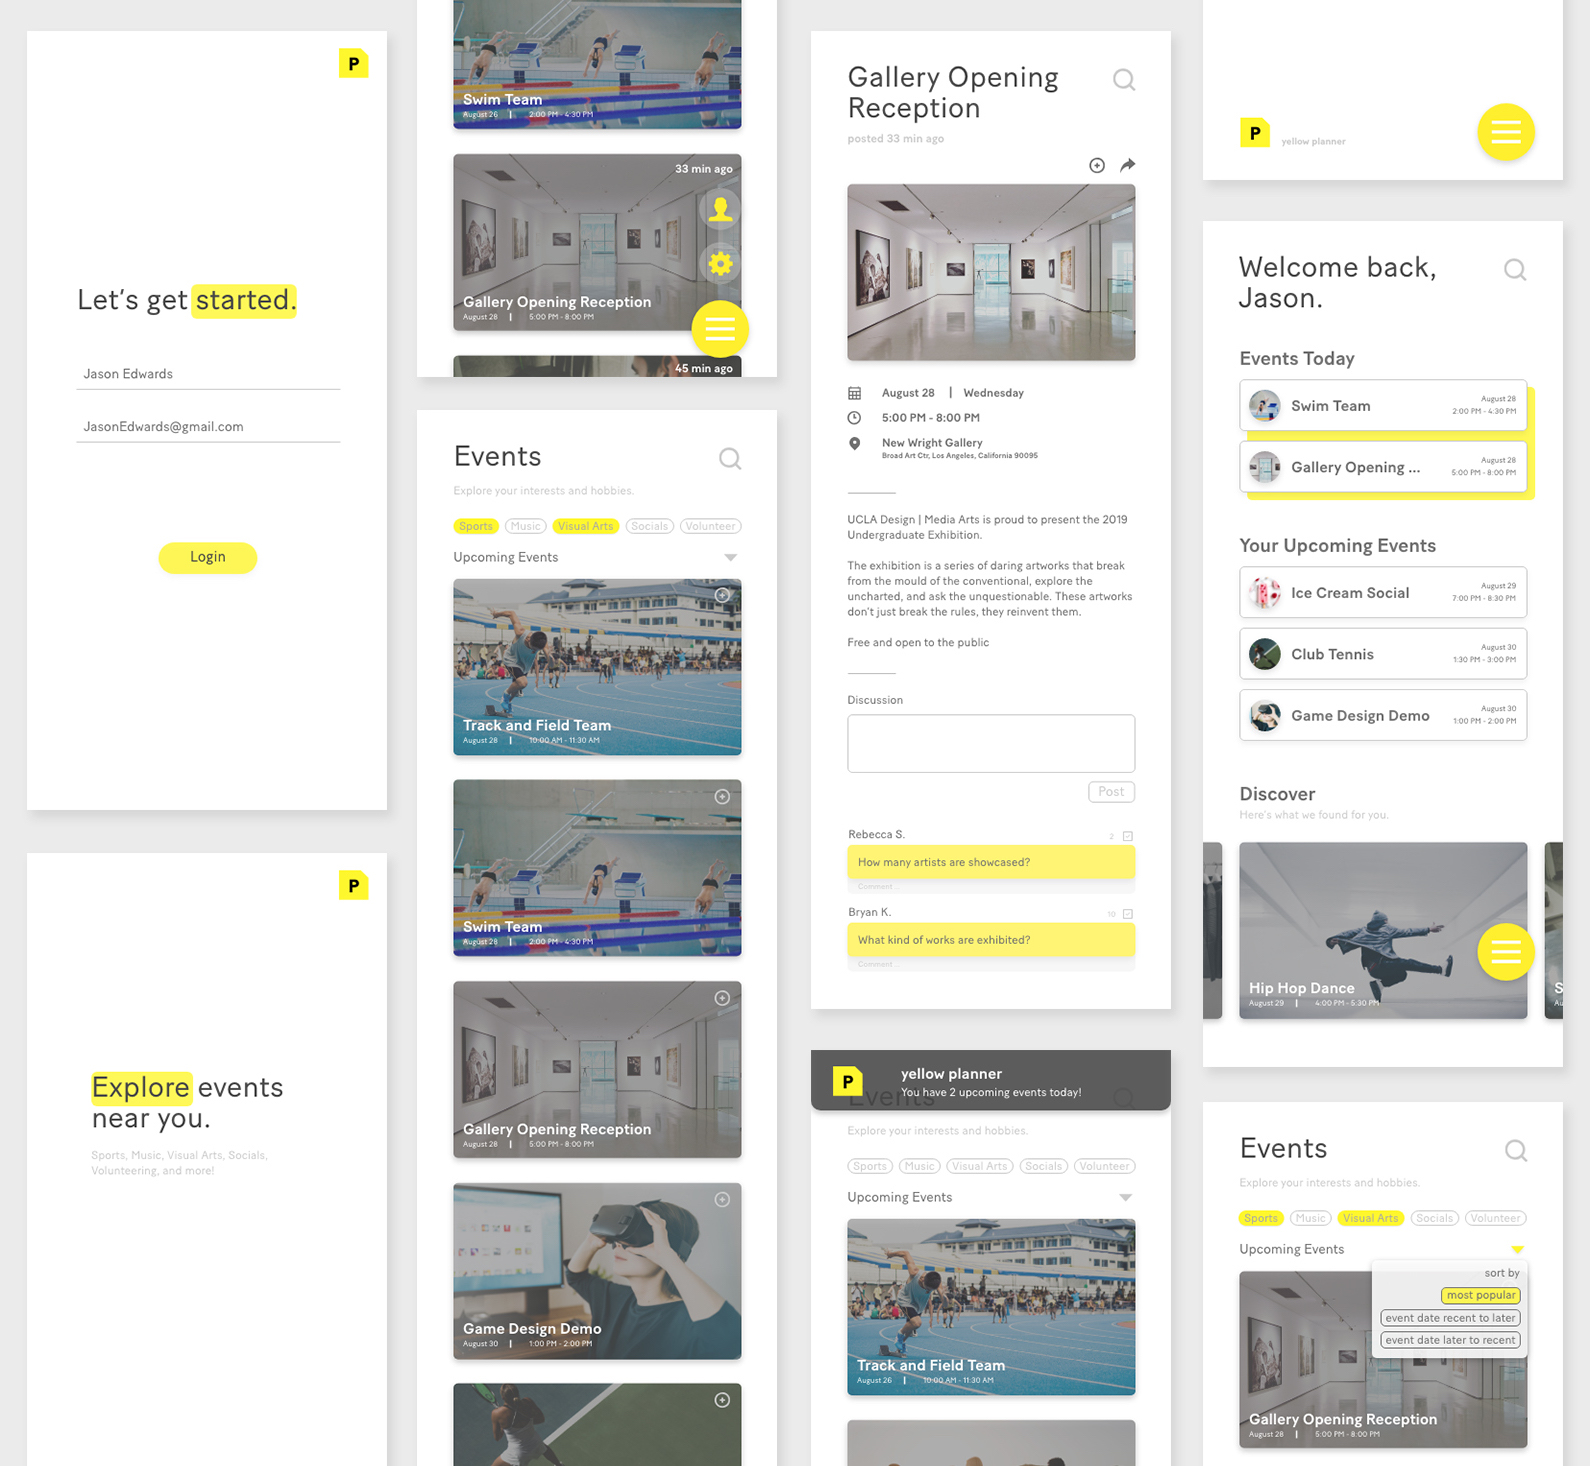 P
Let's get started.
Jason Edwards
JasonEdwards@gmail.com
Login
P
Explore events
near you.
Sports, Music, Visual Arts, Socials,
Volunteering, and more!
Swim Team
August 26 | 2:00 PM - 4:30 PM
33 min ago
Gallery Opening Reception
August 28 | 5:00 PM - 8:00 PM
45 min ago
Events
Explore your interests and hobbies.
Sports Music Visual Arts Socials Volunteer
Upcoming Events
Track and Field Team
August 28 | 10:00 AM - 11:30 AM
Swim Team
August 28 | 2:00 PM - 4:30 PM
Gallery Opening Reception
August 28 | 5:00 PM - 8:00 PM
Game Design Demo
August 30 | 1:00 PM - 2:00 PM
Gallery Opening
Reception
posted 33 min ago
August 28 | Wednesday
5:00 PM - 8:00 PM
New Wright Gallery
Broad Art Ctr, Los Angeles, California 90095
UCLA Design | Media Arts is proud to present the 2019
Undergraduate Exhibition.
The exhibition is a series of daring artworks that break
from the mould of the conventional, explore the
uncharted, and ask the unquestionable. These artworks
don't just break the rules, they reinvent them.
Free and open to the public
Discussion
Post
Rebecca S. 2
How many artists are showcased?
Comment ...
Bryan K. 10
What kind of works are exhibited?
Comment ...
P
yellow planner
You have 2 upcoming events today!
Events
Explore your interests and hobbies.
Sports Music Visual Arts Socials Volunteer
Upcoming Events
Track and Field Team
August 26 | 10:00 AM - 11:30 AM
P yellow planner
Welcome back,
Jason.
Events Today
Swim Team
August 28
2:00 PM - 4:30 PM
Gallery Opening ...
August 28
5:00 PM - 8:00 PM
Your Upcoming Events
Ice Cream Social
August 29
7:00 PM - 8:30 PM
Club Tennis
August 30
1:30 PM - 3:00 PM
Game Design Demo
August 30
1:00 PM - 2:00 PM
Discover
Here's what we found for you.
Hip Hop Dance
August 29 | 4:00 PM - 5:30 PM
S
Au
Events
Explore your interests and hobbies.
Sports Music Visual Arts Socials Volunteer
Upcoming Events
sort by
most popular
event date recent to later
event date later to recent
Gallery Opening Reception
August 28 | 5:00 PM - 8:00 PM